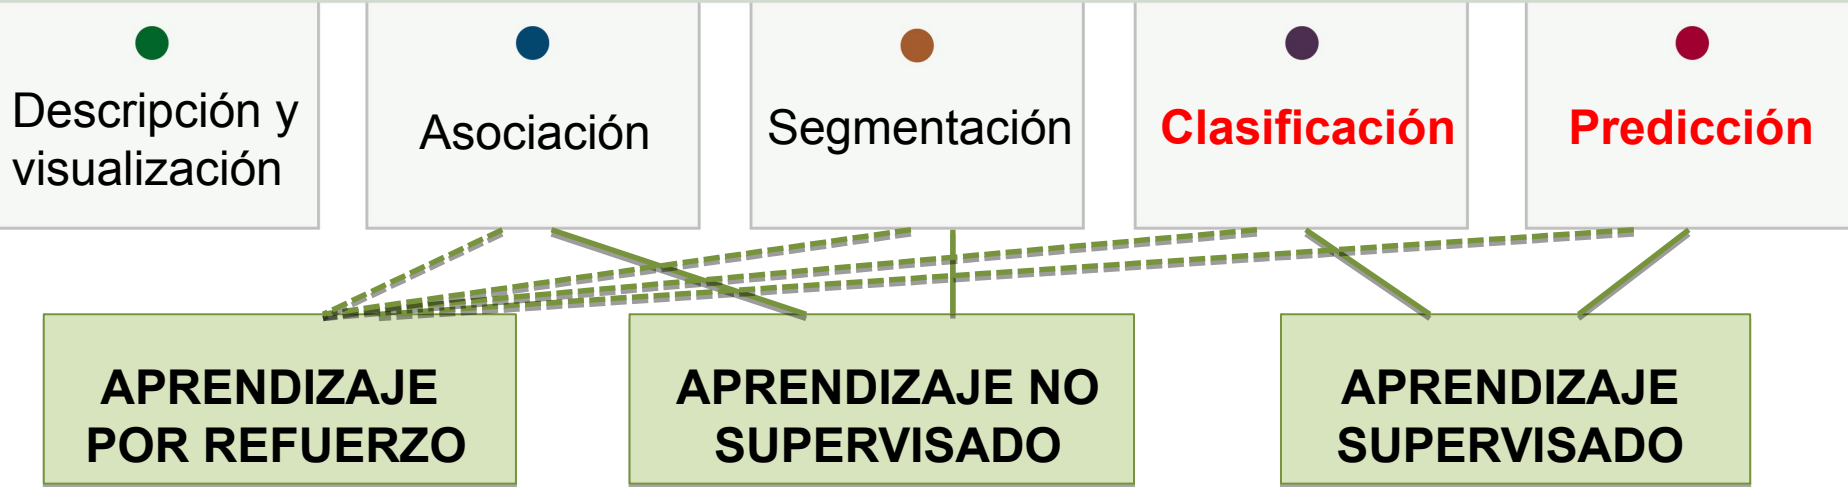 Descripción y
visualización
Asociación
Segmentación
Clasificación
Predicción
APRENDIZAJE
POR REFUERZO
APRENDIZAJE NO
SUPERVISADO
APRENDIZAJE
SUPERVISADO